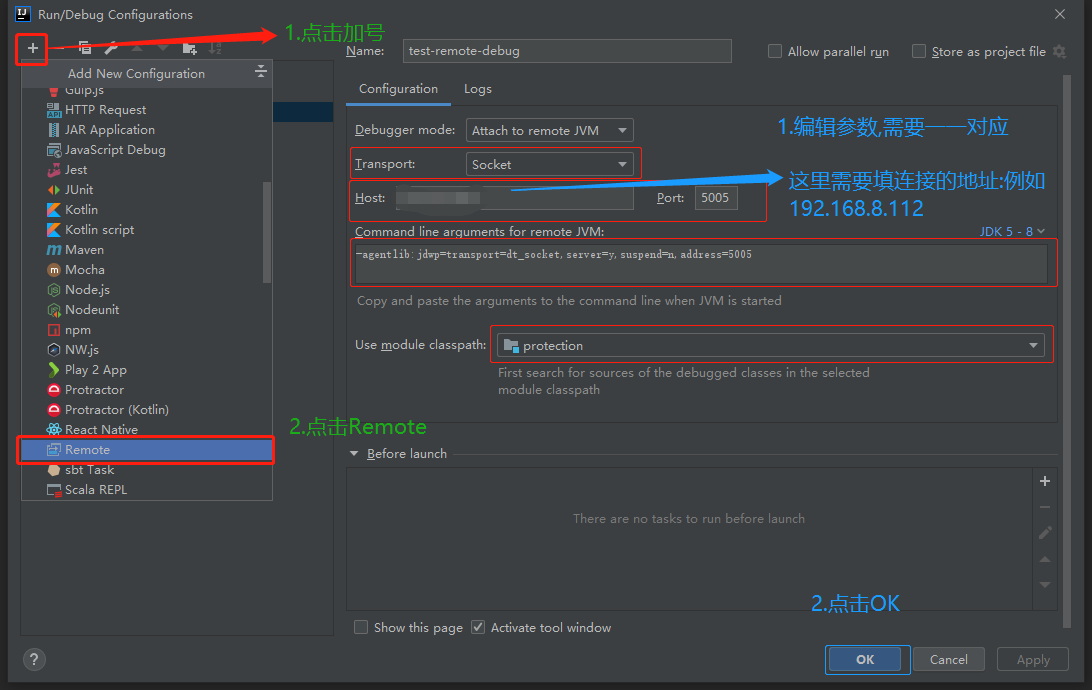 Run/Debug Configurations
1.点击加号
Name: test-remote-debug
Allow parallel run
Store as project file
Add New Configuration
Gulp.js
HTTP Request
JAR Application
JavaScript Debug
Jest
JUnit
Kotlin
Kotlin script
Maven
Mocha
Node.js
Nodeunit
npm
NW.js
Play 2 App
Protractor
Protractor (Kotlin)
React Native
Remote
sbt Task
Scala REPL
2.点击Remote
Configuration
Logs
Debugger mode: Attach to remote JVM
1.编辑参数,需要一一对应
Transport: Socket
Host:
Port: 5005
这里需要填连接的地址:例如
192.168.8.112
Command line arguments for remote JVM:
JDK 5 - 8
-agentlib:jdwp=transport=dt_socket,server=y,suspend=n,address=5005
Copy and paste the arguments to the command line when JVM is started
Use module classpath: protection
First search for sources of the debugged classes in the selected
module classpath
Before launch
There are no tasks to run before launch
2.点击OK
Show this page
Activate tool window
?
OK
Cancel
Apply